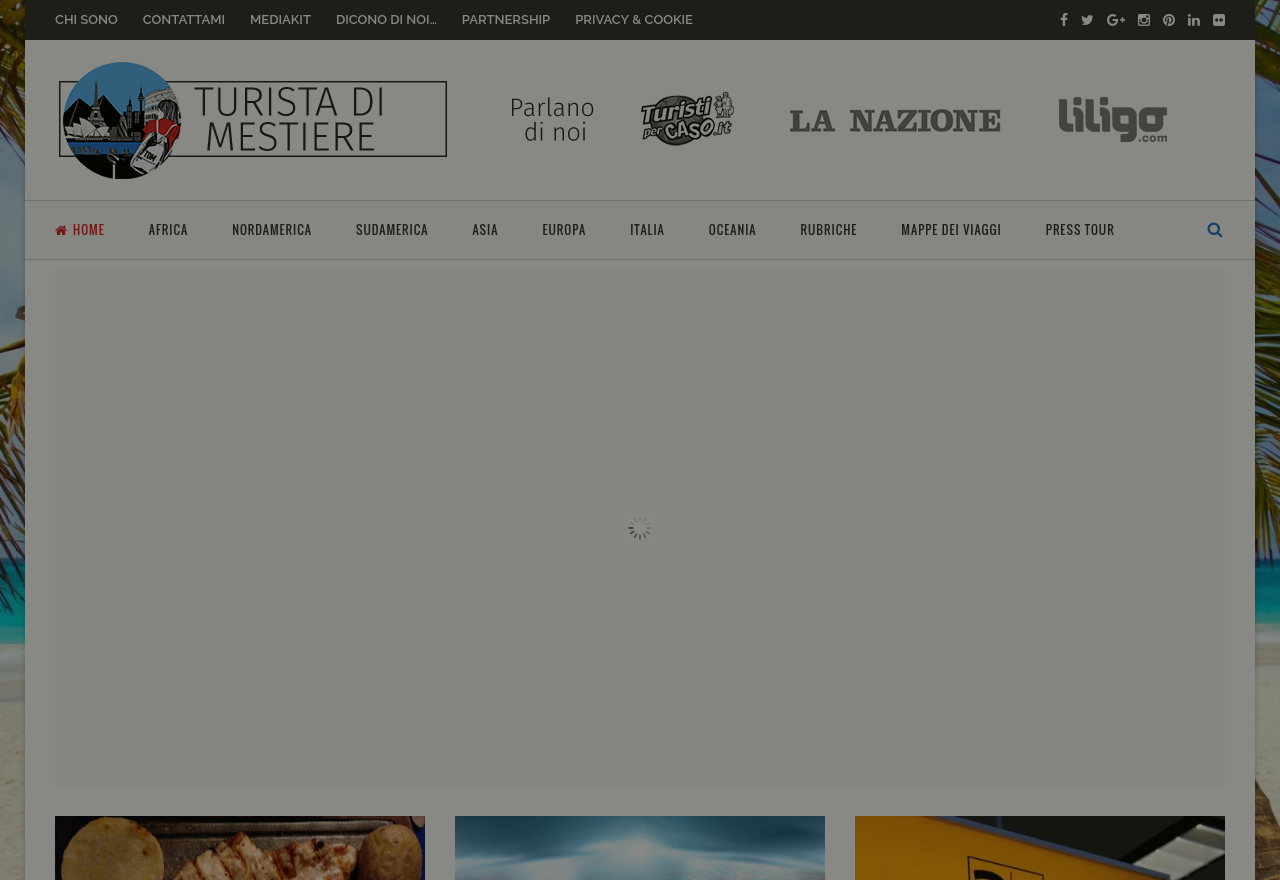 CHI SONO CONTATTAMI MEDIAKIT DICONO DI NOI... PARTNERSHIP PRIVACY & COOKIE
TURISTA DI
MESTIERE
TDM
Parlano
di noi
Turisti
per CASO.it
LA NAZIONE
liligo
.com
HOME AFRICA NORDAMERICA SUDAMERICA ASIA EUROPA ITALIA OCEANIA RUBRICHE MAPPE DEI VIAGGI PRESS TOUR